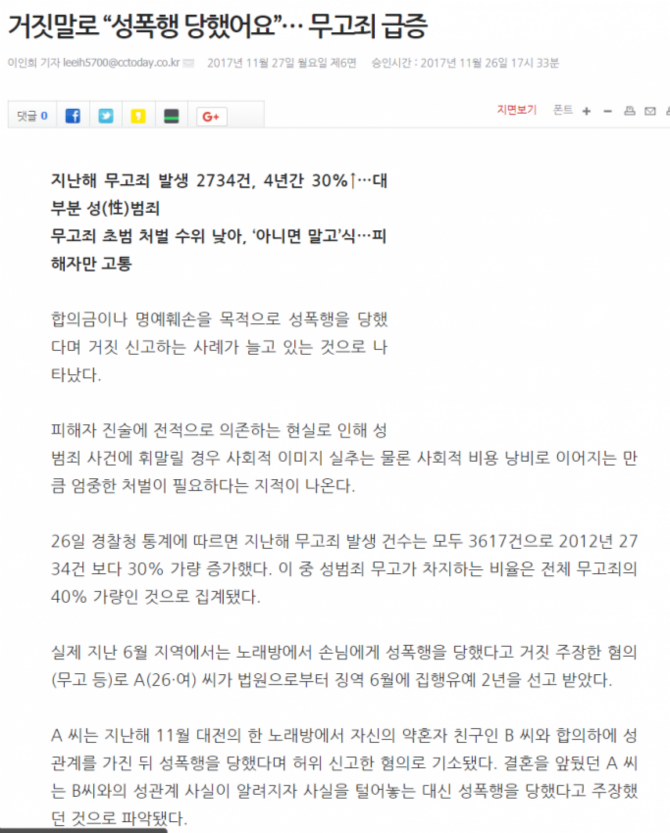 거짓말로 “성폭행 당했어요”… 무고죄 급증
이인희 기자 leeih5700@cctoday.co.kr 2017년 11월 27일 월요일 제6면 승인시간 : 2017년 11월 26일 17시 33분
댓글 0 G+ 지면보기 폰트 + -
지난해 무고죄 발생 2734건, 4년간 30%↑…대
부분 성(性)범죄
무고죄 초범 처벌 수위 낮아, ‘아니면 말고’식…피
해자만 고통
합의금이나 명예훼손을 목적으로 성폭행을 당했
다며 거짓 신고하는 사례가 늘고 있는 것으로 나
타났다.
피해자 진술에 전적으로 의존하는 현실로 인해 성
범죄 사건에 휘말릴 경우 사회적 이미지 실추는 물론 사회적 비용 낭비로 이어지는 만
큼 엄중한 처벌이 필요하다는 지적이 나온다.
26일 경찰청 통계에 따르면 지난해 무고죄 발생 건수는 모두 3617건으로 2012년 27
34건 보다 30% 가량 증가했다. 이 중 성범죄 무고가 차지하는 비율은 전체 무고죄의
40% 가량인 것으로 집계됐다.
실제 지난 6월 지역에서는 노래방에서 손님에게 성폭행을 당했다고 거짓 주장한 혐의
(무고 등)로 A(26·여) 씨가 법원으로부터 징역 6월에 집행유예 2년을 선고 받았다.
A 씨는 지난해 11월 대전의 한 노래방에서 자신의 약혼자 친구인 B 씨와 합의하에 성
관계를 가진 뒤 성폭행을 당했다며 허위 신고한 혐의로 기소됐다. 결혼을 앞뒀던 A 씨
는 B씨와의 성관계 사실이 알려지자 사실을 털어놓는 대신 성폭행을 당했다고 주장했
던 것으로 파악됐다.